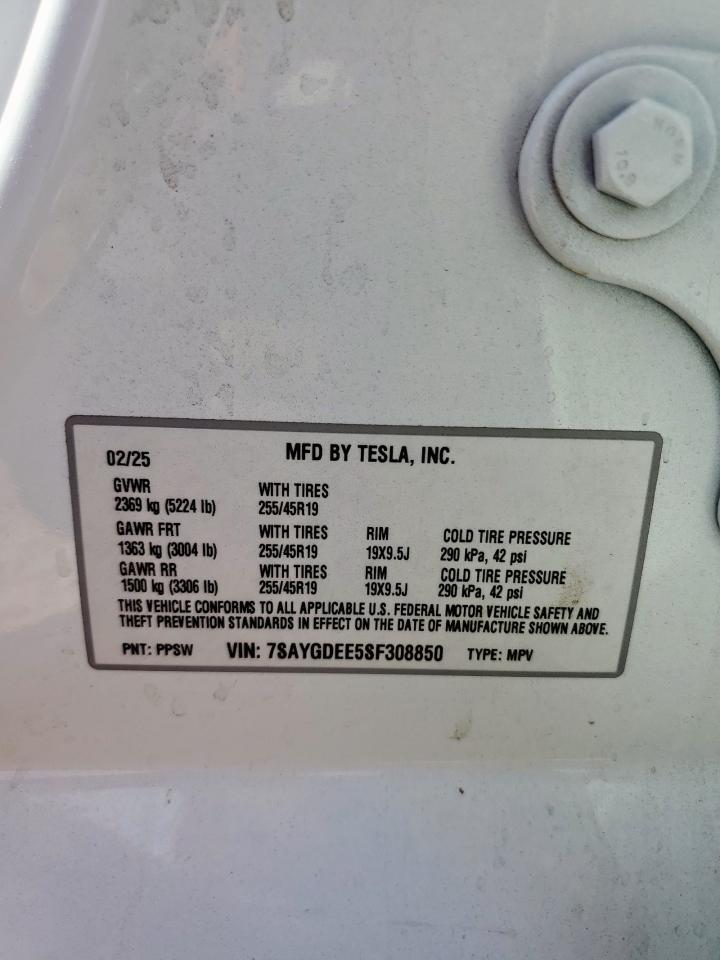 02/25 MFD BY TESLA, INC.
GVWR WITH TIRES
2369 kg (5224 lb) 255/45R19
GAWR FRT WITH TIRES RIM COLD TIRE PRESSURE
1363 kg (3004 lb) 255/45R19 19X9.5J 290 kPa, 42 psi
GAWR RR WITH TIRES RIM COLD TIRE PRESSURE
1500 kg (3306 lb) 255/45R19 19X9.5J 290 kPa, 42 psi
THIS VEHICLE CONFORMS TO ALL APPLICABLE U.S. FEDERAL MOTOR VEHICLE SAFETY AND
THEFT PREVENTION STANDARDS IN EFFECT ON THE DATE OF MANUFACTURE SHOWN ABOVE.
PNT: PPSW VIN: 7SAYGDEE5SF308850 TYPE: MPV
10.9